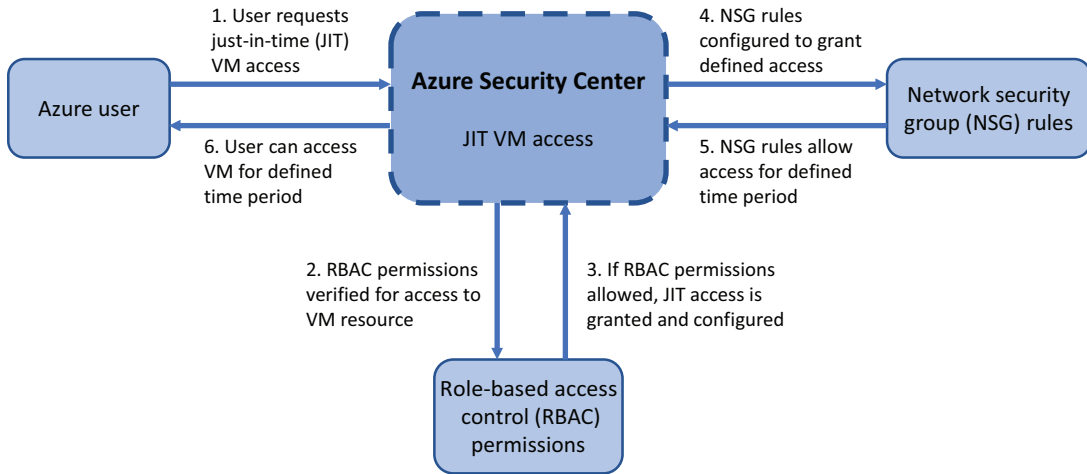 1. User requests
just-in-time (JIT)
VM access
4. NSG rules
configured to grant
defined access
Azure user
Azure Security Center
JIT VM access
Network security
group (NSG) rules
6. User can access
VM for defined
time period
5. NSG rules allow
access for defined
time period
2. RBAC permissions
verified for access to
VM resource
3. If RBAC permissions
allowed, JIT access is
granted and configured
Role-based access
control (RBAC)
permissions